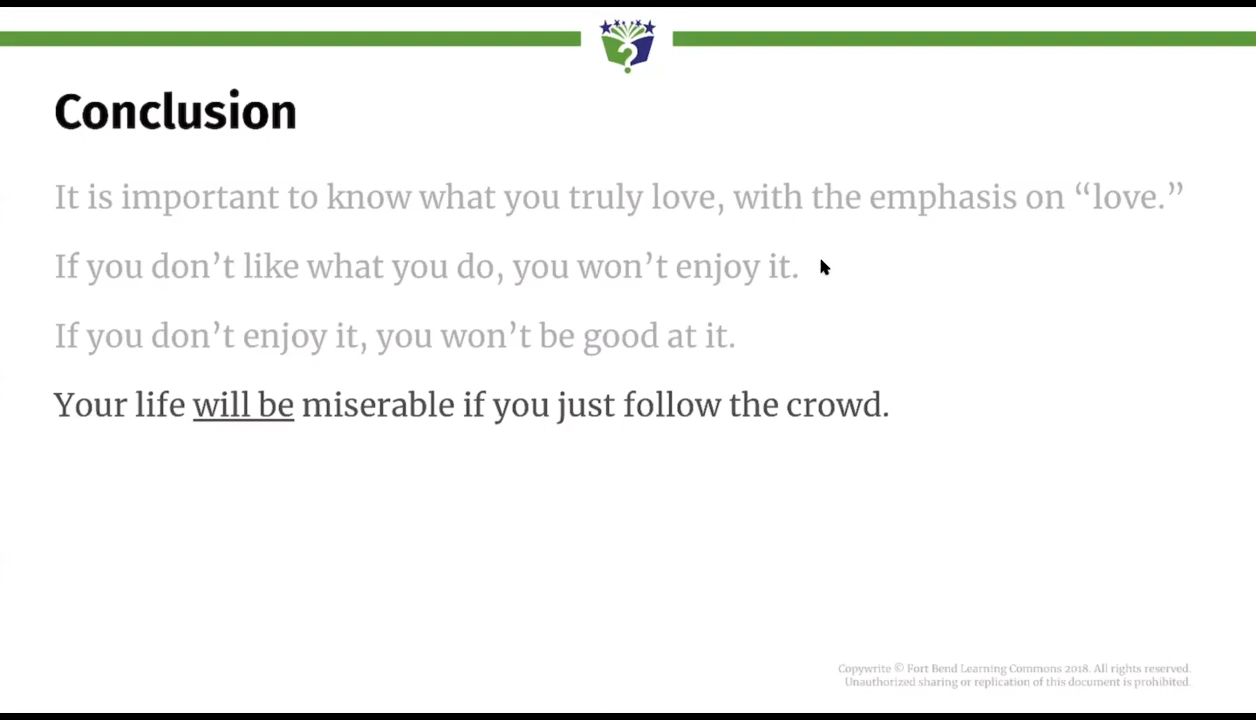 Conclusion
It is important to know what you truly love, with the emphasis on “love.”
If you don’t like what you do, you won’t enjoy it.
If you don’t enjoy it, you won’t be good at it.
Your life will be miserable if you just follow the crowd.
Copywrite © Fort Bend Learning Commons 2018. All rights reserved.
Unauthorized sharing or replication of this document is prohibited.